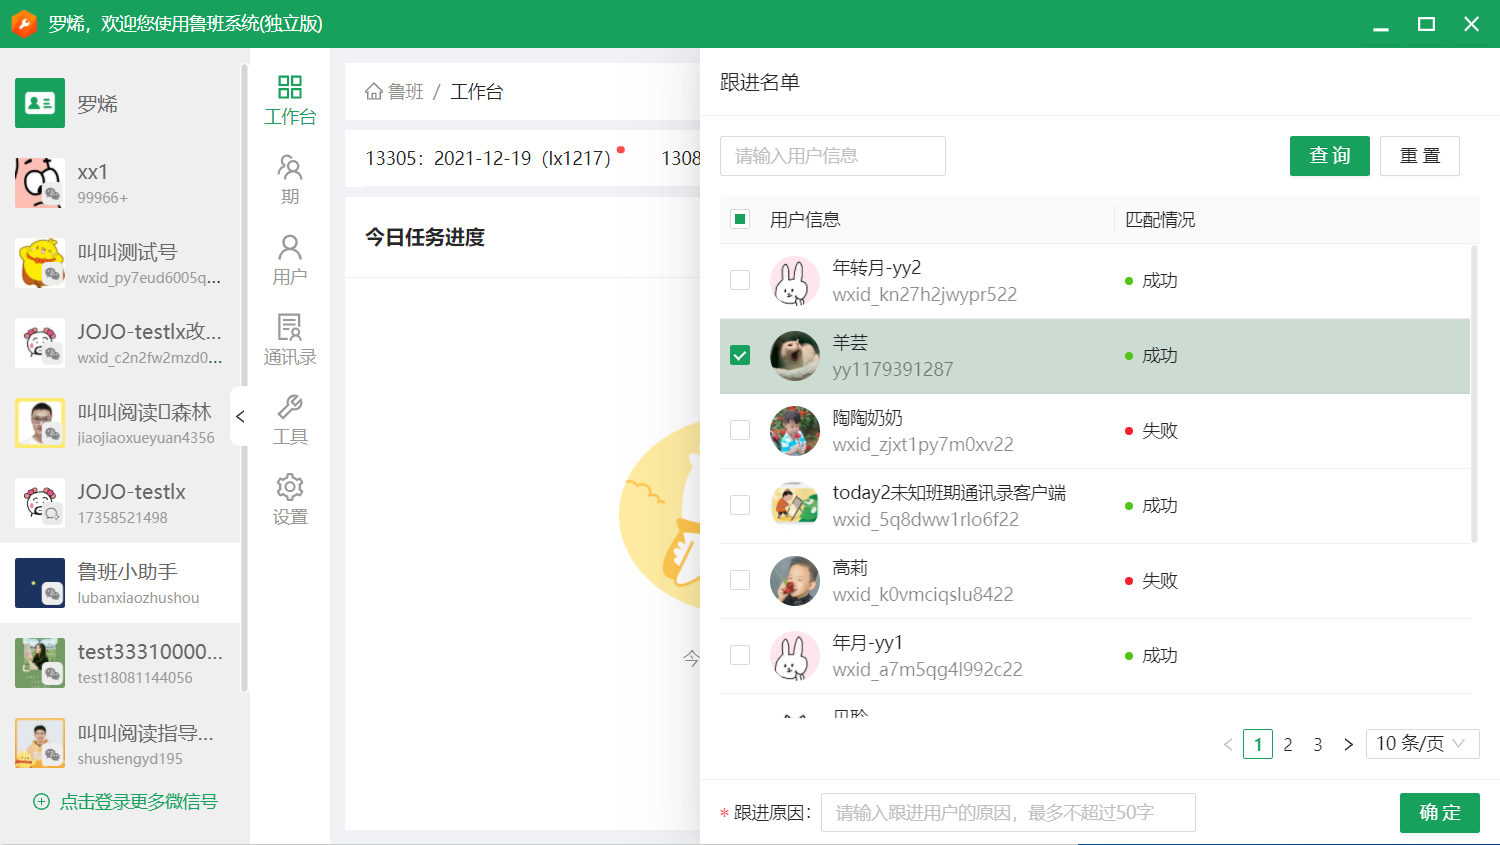 罗烯，欢迎您使用鲁班系统(独立版)
罗烯
xx1
99966+
叫叫测试号
wxid_py7eud6005q...
JOJO-testlx改...
wxid_c2n2fw2mzd0...
叫叫阅读▯森林
jiaojiaoxueyuan4356
JOJO-testlx
17358521498
鲁班小助手
lubanxiaozhushou
test33310000...
test18081144056
叫叫阅读指导...
shushengyd195
点击登录更多微信号
工作台
期
用户
通讯录
工具
设置
鲁班 / 工作台
13305：2021-12-19（lx1217） 1308
今日任务进度
今
跟进名单
请输入用户信息
查询 重置
用户信息 匹配情况
年转月-yy2
wxid_kn27h2jwypr522
成功
羊芸
yy1179391287
成功
陶陶奶奶
wxid_zjxt1py7m0xv22
失败
today2未知班期通讯录客户端
wxid_5q8dww1rlo6f22
成功
高莉
wxid_k0vmciqslu8422
失败
年月-yy1
wxid_a7m5qg4l992c22
成功
1 2 3 10 条/页
* 跟进原因： 请输入跟进用户的原因，最多不超过50字
确定